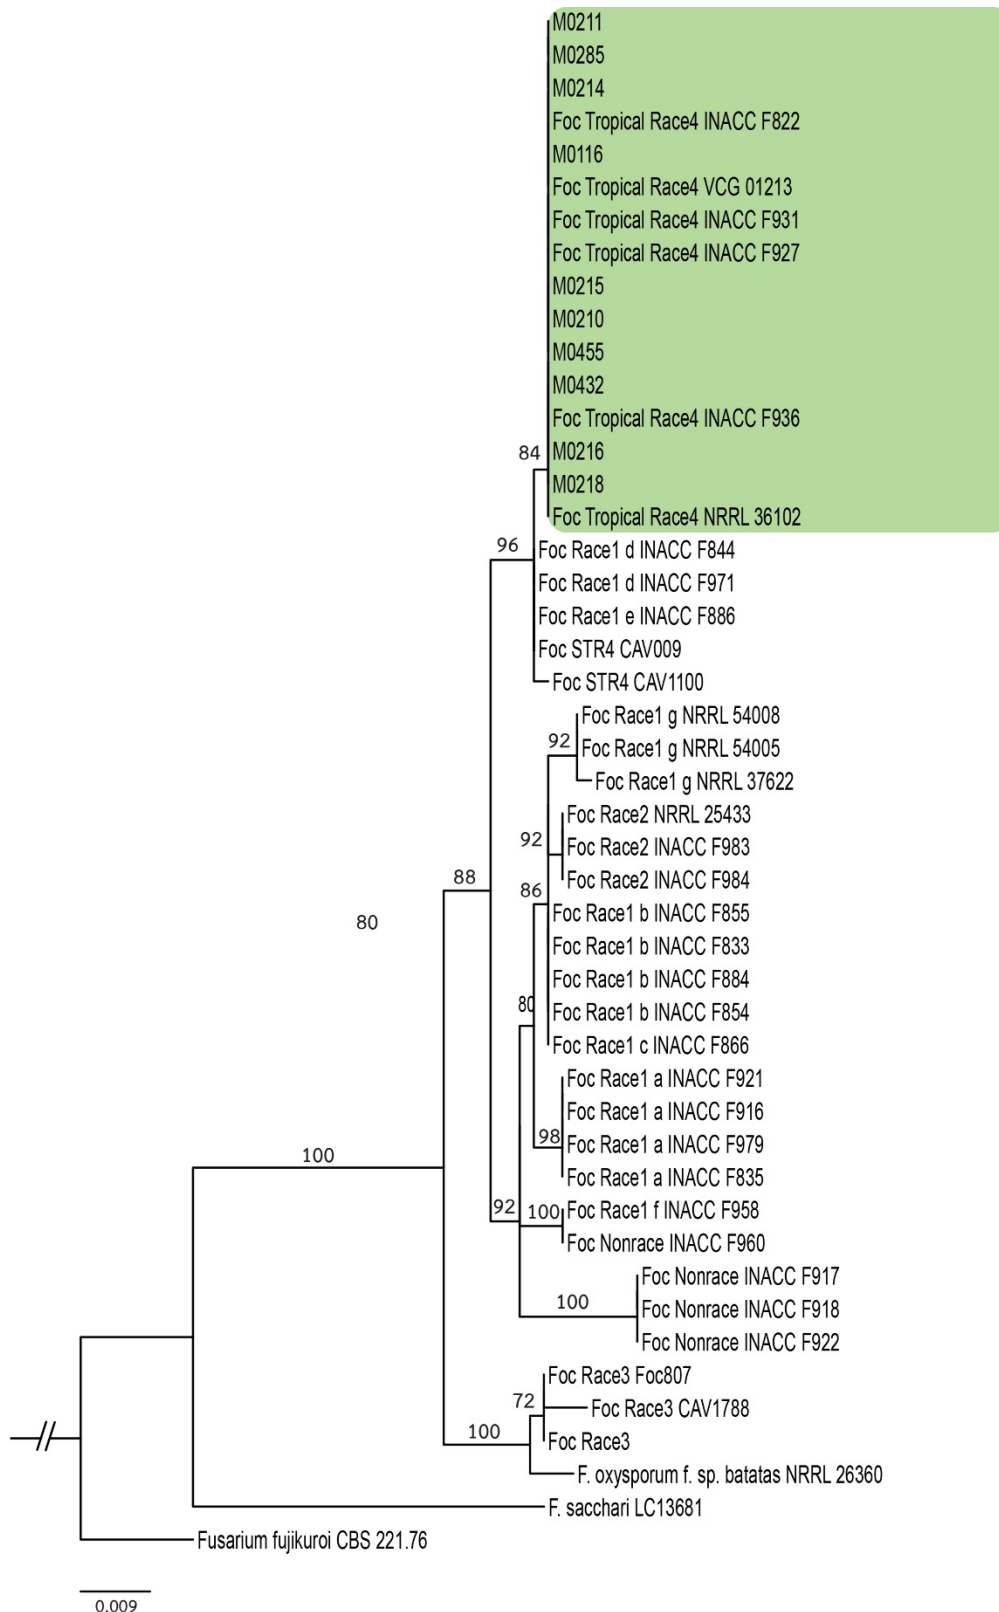 M0211
M0285
M0214
Foc Tropical Race4 INACC F822
M0116
Foc Tropical Race4 VCG 01213
Foc Tropical Race4 INACC F931
Foc Tropical Race4 INACC F927
M0215
M0210
M0455
M0432
Foc Tropical Race4 INACC F936
84 M0216
M0218
Foc Tropical Race4 NRRL 36102
96 Foc Race1 d INACC F844
Foc Race1 d INACC F971
Foc Race1 e INACC F886
Foc STR4 CAV009
Foc STR4 CAV1100
Foc Race1 g NRRL 54008
92 Foc Race1 g NRRL 54005
Foc Race1 g NRRL 37622
Foc Race2 NRRL 25433
92 Foc Race2 INACC F983
88 Foc Race2 INACC F984
86
80 Foc Race1 b INACC F855
Foc Race1 b INACC F833
Foc Race1 b INACC F884
80 Foc Race1 b INACC F854
Foc Race1 c INACC F866
Foc Race1 a INACC F921
Foc Race1 a INACC F916
98 Foc Race1 a INACC F979
100 Foc Race1 a INACC F835
92 100 Foc Race1 f INACC F958
Foc Nonrace INACC F960
Foc Nonrace INACC F917
100 Foc Nonrace INACC F918
Foc Nonrace INACC F922
Foc Race3 Foc807
72 Foc Race3 CAV1788
100 Foc Race3
F. oxysporum f. sp. batatas NRRL 26360
F. sacchari LC13681
Fusarium fujikuroi CBS 221.76
0.009